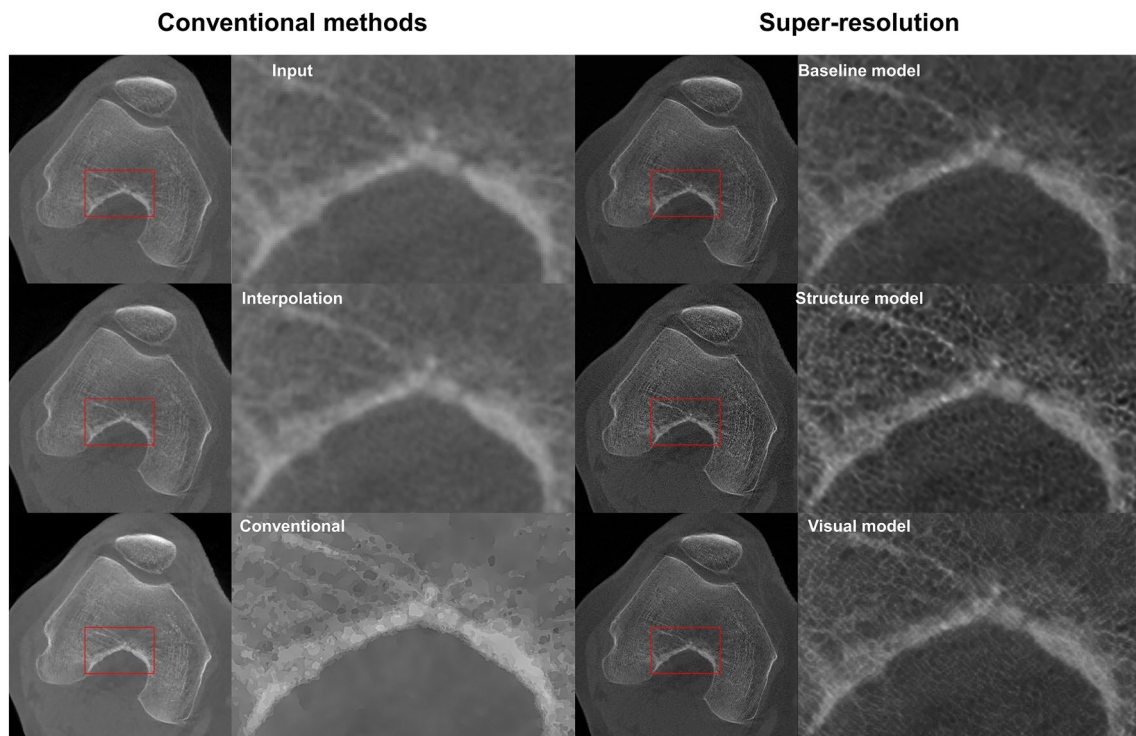 Conventional methods
Super-resolution
Input
Baseline model
Interpolation
Structure model
Conventional
Visual model